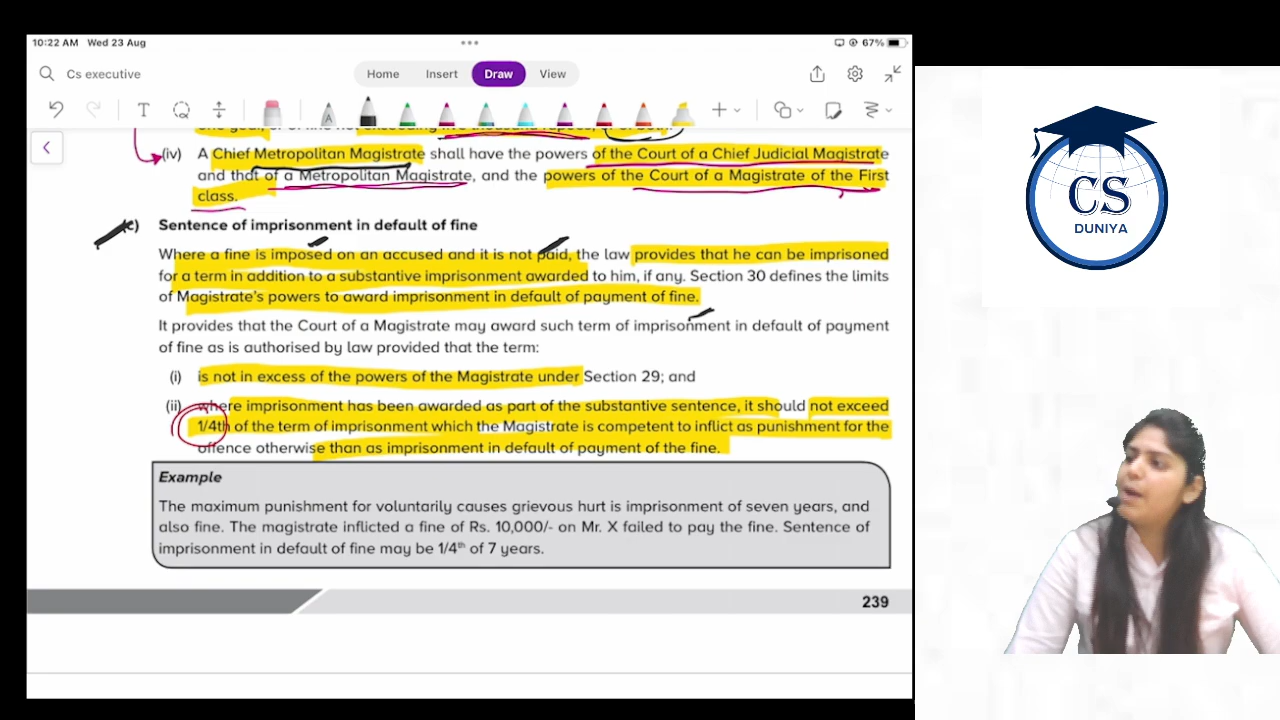 10:22 AM Wed 23 Aug
67%
Cs executive
Home Insert Draw View
T
A
(iv) A Chief Metropolitan Magistrate shall have the powers of the Court of a Chief Judicial Magistrate
and that of a Metropolitan Magistrate, and the powers of the Court of a Magistrate of the First
class.
Sentence of imprisonment in default of fine
Where a fine is imposed on an accused and it is not paid, the law provides that he can be imprisoned
for a term in addition to a substantive imprisonment awarded to him, if any. Section 30 defines the limits
of Magistrate's powers to award imprisonment in default of payment of fine.
It provides that the Court of a Magistrate may award such term of imprisonment in default of payment
of fine as is authorised by law provided that the term:
(i) is not in excess of the powers of the Magistrate under Section 29; and
(ii) where imprisonment has been awarded as part of the substantive sentence, it should not exceed
1/4th of the term of imprisonment which the Magistrate is competent to inflict as punishment for the
offence otherwise than as imprisonment in default of payment of the fine.
Example
The maximum punishment for voluntarily causes grievous hurt is imprisonment of seven years, and
also fine. The magistrate inflicted a fine of Rs. 10,000/- on Mr. X failed to pay the fine. Sentence of
imprisonment in default of fine may be 1/4th of 7 years.
239
CS
DUNIYA